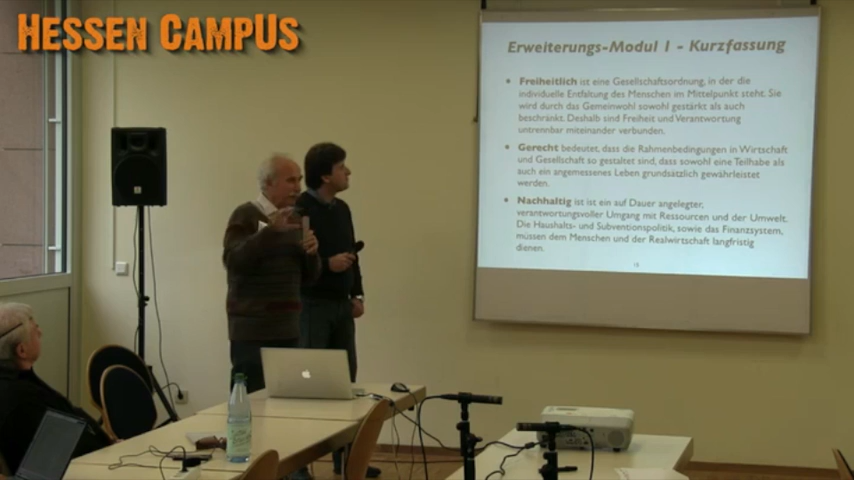 HESSEN CAMPUS
Erweiterungs-Modul 1 - Kurzfassung
• Freiheitlich ist eine Gesellschaftsordnung, in der die
individuelle Entfaltung des Menschen im Mittelpunkt steht. Sie
wird durch das Gemeinwohl sowohl gestärkt als auch
beschränkt. Deshalb sind Freiheit und Verantwortung
untrennbar miteinander verbunden.
• Gerecht bedeutet, dass die Rahmenbedingungen in Wirtschaft
und Gesellschaft so gestaltet sind, dass sowohl eine Teilhabe als
auch ein angemessenes Leben grundsätzlich gewährleistet
werden.
• Nachhaltig ist ist ein auf Dauer angelegter,
verantwortungsvoller Umgang mit Ressourcen und der Umwelt.
Die Haushalts- und Subventionspolitik, sowie das Finanzsystem,
müssen dem Menschen und der Realwirtschaft langfristig
dienen.